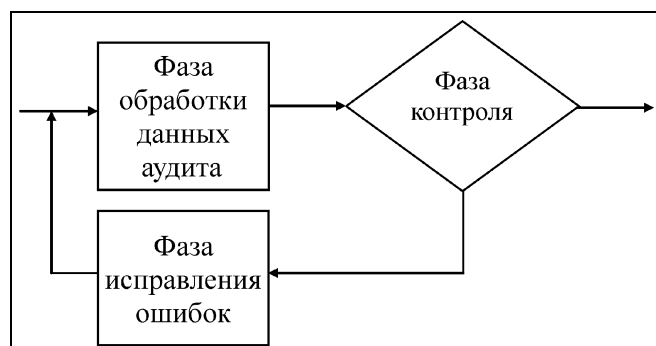 Фаза
обработки
данных
аудита
Фаза
контроля
Фаза
исправления
ошибок